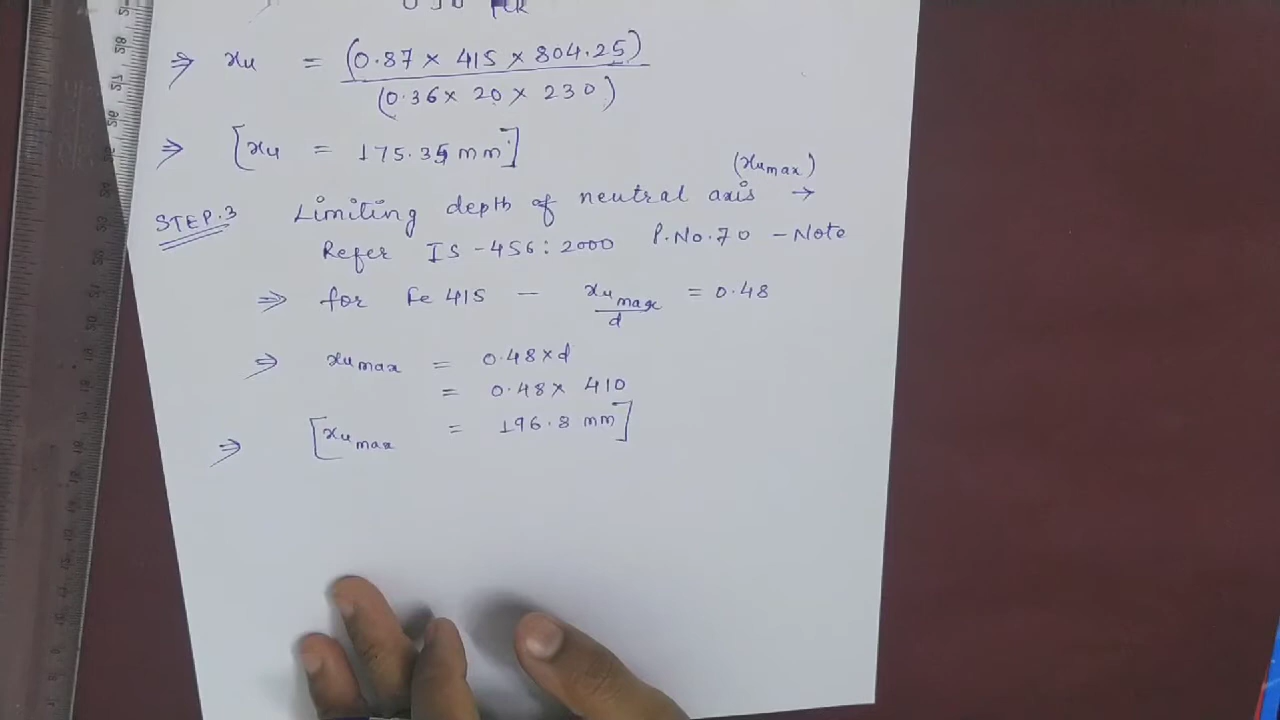 ⇒ xu = (0.87 × 415 × 804.25)
(0.36 × 20 × 230)
⇒ [xu = 175.35 mm]
(xumax)
STEP.3 Limiting depth of neutral axis →
Refer IS - 456 : 2000 P.No.70 - Note
⇒ for Fe 415 — xumax = 0.48
d
⇒ xumax = 0.48 × d
= 0.48 × 410
⇒ [xumax = 196.8 mm]